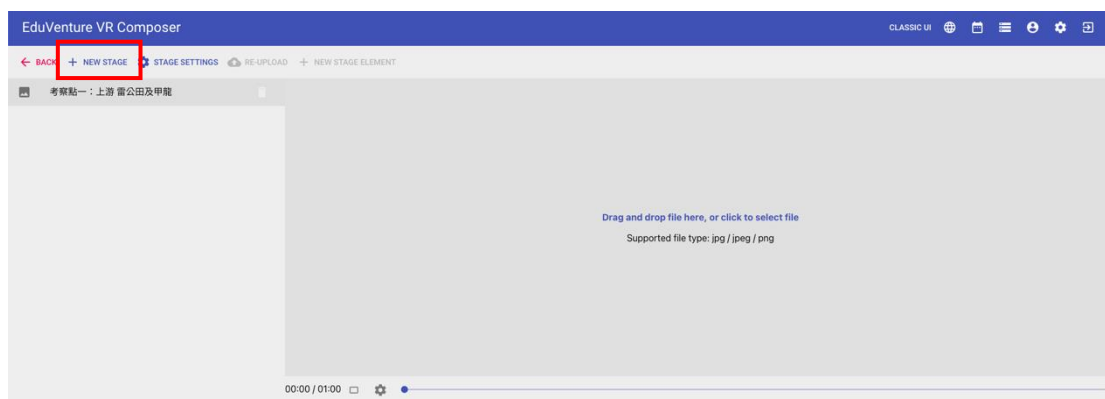 EduVenture VR Composer CLASSIC UI
BACK NEW STAGE STAGE SETTINGS RE-UPLOAD NEW STAGE ELEMENT
考察點一：上游 雷公田及甲龍
Drag and drop file here, or click to select file
Supported file type: jpg / jpeg / png
00:00 / 01:00